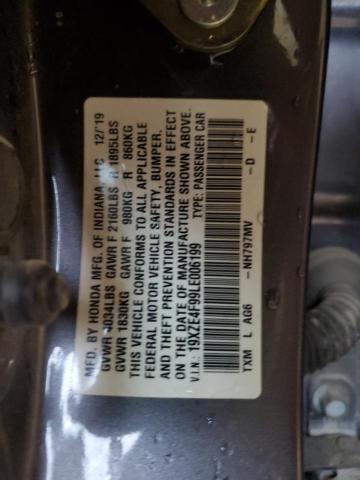 MFD. BY HONDA MFG. OF INDIANA, LLC 12/'19
GVWR 4034LBS GAWR F 2160LBS R 1895LBS
GVWR 1830KG GAWR F 980KG R 860KG
THIS VEHICLE CONFORMS TO ALL APPLICABLE
FEDERAL MOTOR VEHICLE SAFETY, BUMPER,
AND THEFT PREVENTION STANDARDS IN EFFECT
ON THE DATE OF MANUFACTURE SHOWN ABOVE.
V.I.N.: 19XZE4F99LE006199
TYPE: PASSENGER CAR
TXM L AG6 -NH797MV -D -E